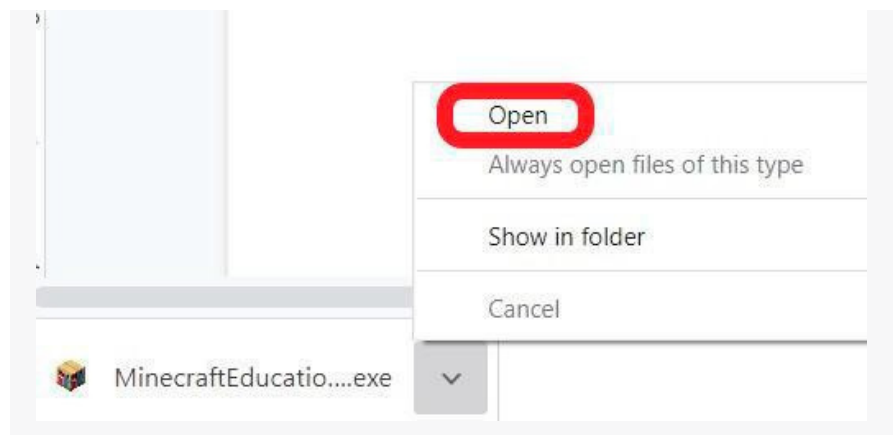 Open
Always open files of this type
Show in folder
Cancel
MinecraftEducatio....exe